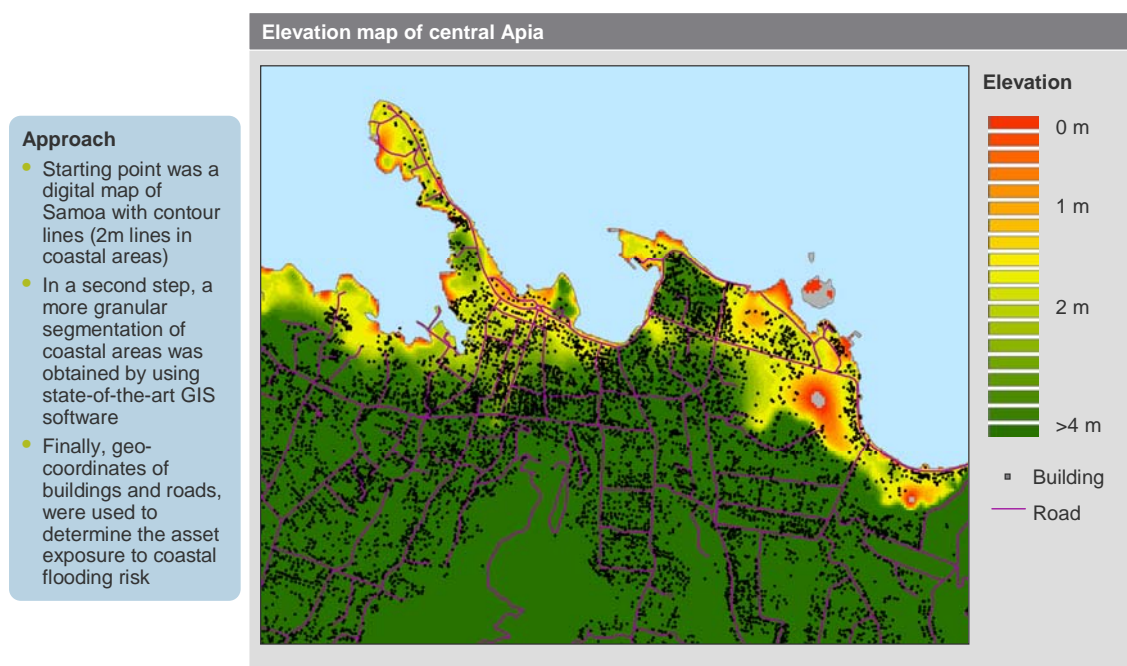 Elevation map of central Apia
Approach
• Starting point was a
digital map of
Samoa with contour
lines (2m lines in
coastal areas)
• In a second step, a
more granular
segmentation of
coastal areas was
obtained by using
state-of-the-art GIS
software
• Finally, geo-
coordinates of
buildings and roads,
were used to
determine the asset
exposure to coastal
flooding risk
Elevation
0 m
1 m
2 m
>4 m
Building
Road